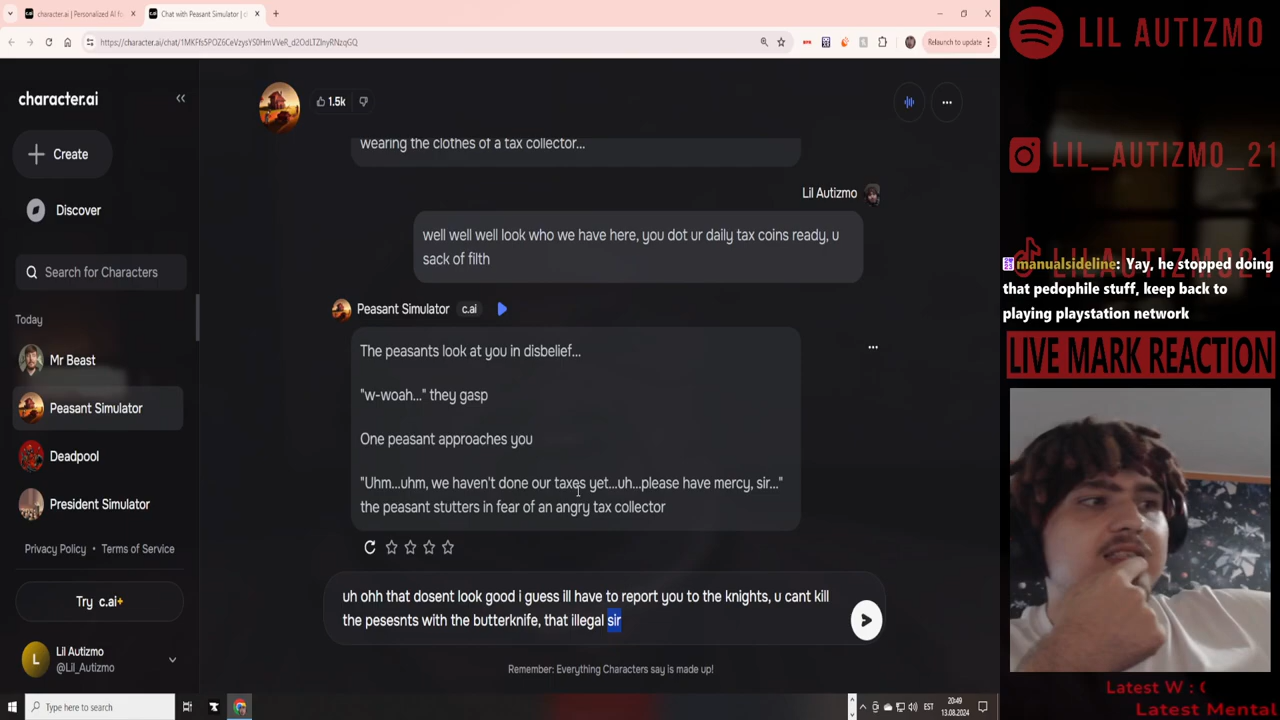 character.ai | Personalized AI fo
Chat with Peasant Simulator | c
https://character.ai/chat/1MKFfs5POZ6CeVzysYS0HmVVeR_d2OdLTZlnyRNzqGQ
Relaunch to update
character.ai
Create
Discover
Search for Characters
Today
Mr Beast
Peasant Simulator
Deadpool
President Simulator
Privacy Policy • Terms of Service
Try c.ai+
Lil Autizmo
@Lil_Autizmo
1.5k
wearing the clothes of a tax collector...
Lil Autizmo
well well well look who we have here, you dot ur daily tax coins ready, u
sack of filth
Peasant Simulator c.ai
The peasants look at you in disbelief...
"w-woah..." they gasp
One peasant approaches you
"Uhm...uhm, we haven't done our taxes yet...uh...please have mercy, sir..."
the peasant stutters in fear of an angry tax collector
uh ohh that dosent look good i guess ill have to report you to the knights, u cant kill
the pesesnts with the butterknife, that illegal sir
Remember: Everything Characters say is made up!
Type here to search
EST
20:49
13.08.2024
LIL AUTIZMO
LIL_AUTIZMO_21
LILAUTIZMO21
manualsideline: Yay, he stopped doing
that pedophile stuff, keep back to
playing playstation network
LIVE MARK REACTION
Latest W :
Latest Mental